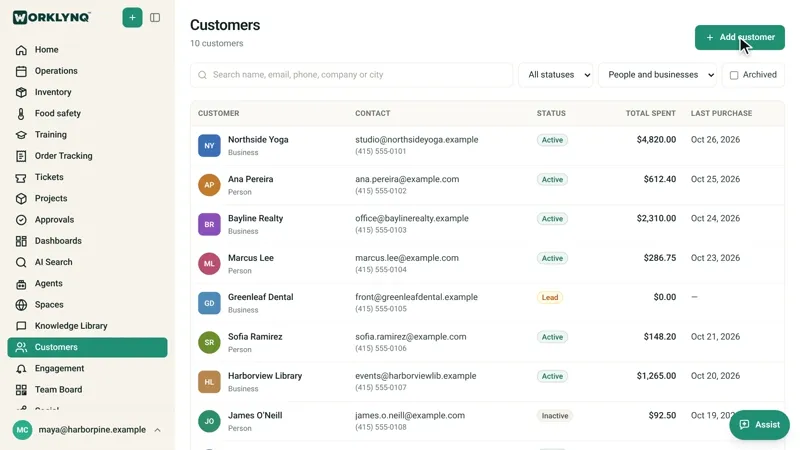 WORKLYNQ
Home
Operations
Inventory
Food safety
Training
Order Tracking
Tickets
Projects
Approvals
Dashboards
AI Search
Agents
Spaces
Knowledge Library
Customers
Engagement
Team Board
MC maya@harborpine.example
Customers
10 customers
+ Add customer
Search name, email, phone, company or city
All statuses
People and businesses
Archived
CUSTOMER CONTACT STATUS TOTAL SPENT LAST PURCHASE
NY Northside Yoga studio@northsideyoga.example Active $4,820.00 Oct 26, 2026
Business (415) 555-0101
AP Ana Pereira ana.pereira@example.com Active $612.40 Oct 25, 2026
Person (415) 555-0102
BR Bayline Realty office@baylinerealty.example Active $2,310.00 Oct 24, 2026
Business (415) 555-0103
ML Marcus Lee marcus.lee@example.com Active $286.75 Oct 23, 2026
Person (415) 555-0104
GD Greenleaf Dental front@greenleafdental.example Lead $0.00 —
Business (415) 555-0105
SR Sofia Ramirez sofia.ramirez@example.com Active $148.20 Oct 21, 2026
Person (415) 555-0106
HL Harborview Library events@harborviewlib.example Active $1,265.00 Oct 20, 2026
Business (415) 555-0107
JO James O'Neill james.o.neill@example.com Inactive $92.50 Oct 19,
Person (415) 555-0108
Assist